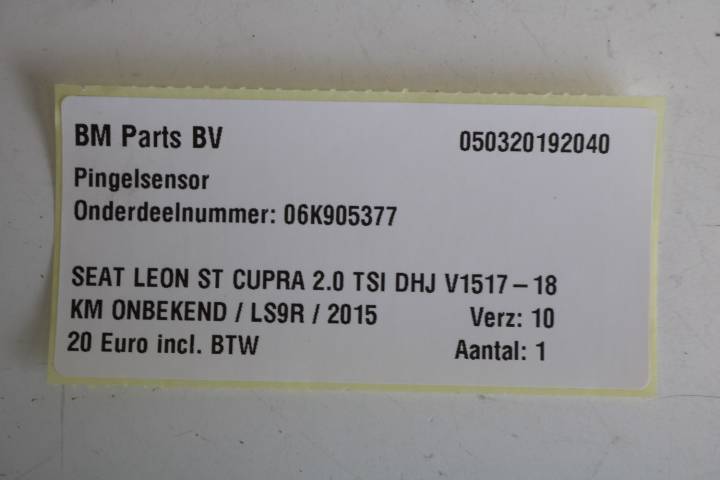 BM Parts BV 050320192040
Pingelsensor
Onderdeelnummer: 06K905377
SEAT LEON ST CUPRA 2.0 TSI DHJ V1517-18
KM ONBEKEND / LS9R / 2015 Verz: 10
20 Euro incl. BTW Aantal: 1